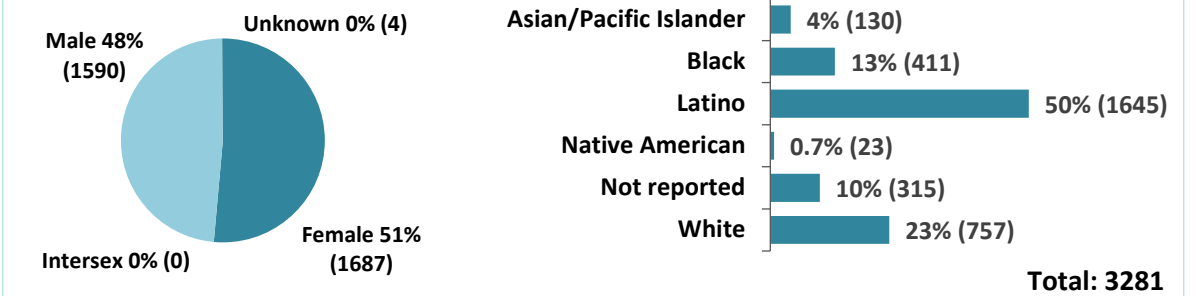 Unknown 0% (4)
Male 48%
(1590)
Female 51%
(1687)
Intersex 0% (0)
Asian/Pacific Islander 4% (130)
Black 13% (411)
Latino 50% (1645)
Native American 0.7% (23)
Not reported 10% (315)
White 23% (757)
Total: 3281